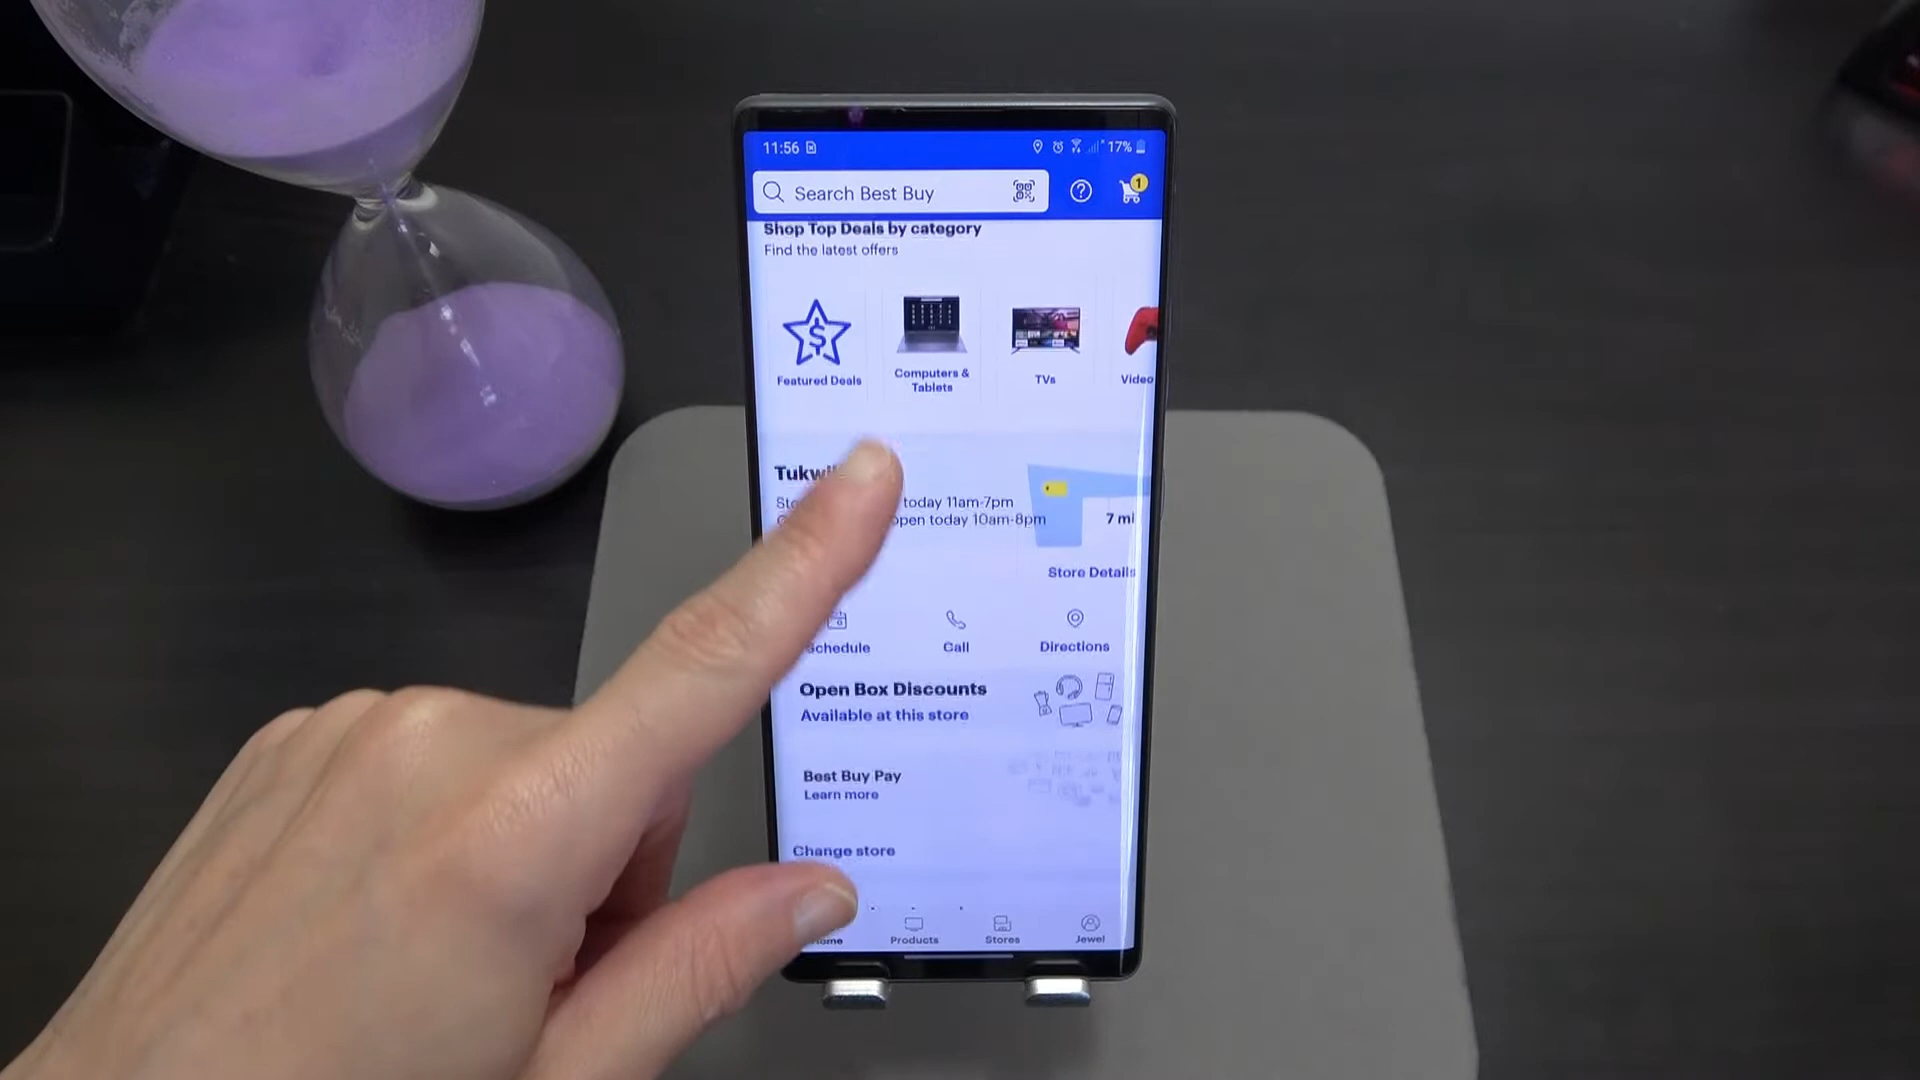 11:56
17%
Search Best Buy
1
Shop Top Deals by category
Find the latest offers
Featured Deals
Computers &
Tablets
TVs
Video
today 11am-7pm
open today 10am-8pm
7 mi
Store Details
Schedule
Call
Directions
Open Box Discounts
Available at this store
Best Buy Pay
Learn more
Change store
Home
Products
Stores
Jewel